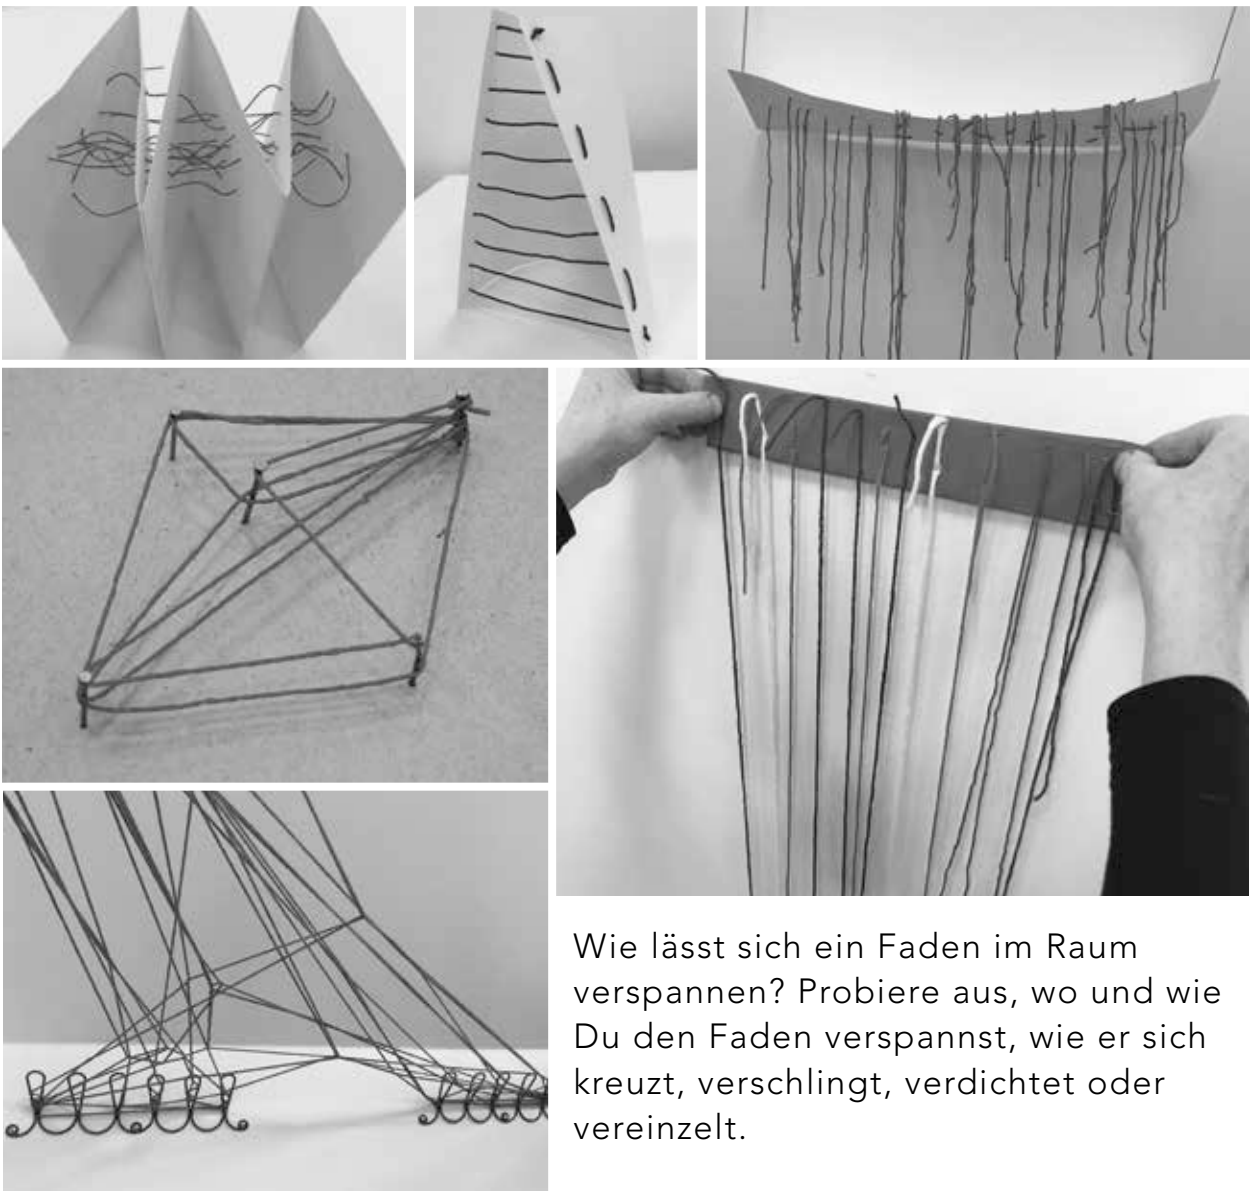 Wie lässt sich ein Faden im Raum
verspannen? Probiere aus, wo und wie
Du den Faden verspannst, wie er sich
kreuzt, verschlingt, verdichtet oder
vereinzelt.